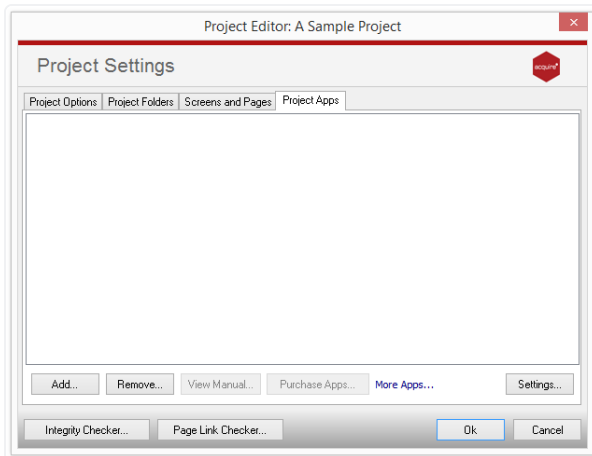 Project Editor: A Sample Project
Project Settings
acquire
Project Options Project Folders Screens and Pages Project Apps
Add... Remove... View Manual... Purchase Apps... More Apps... Settings...
Integrity Checker... Page Link Checker... Ok Cancel